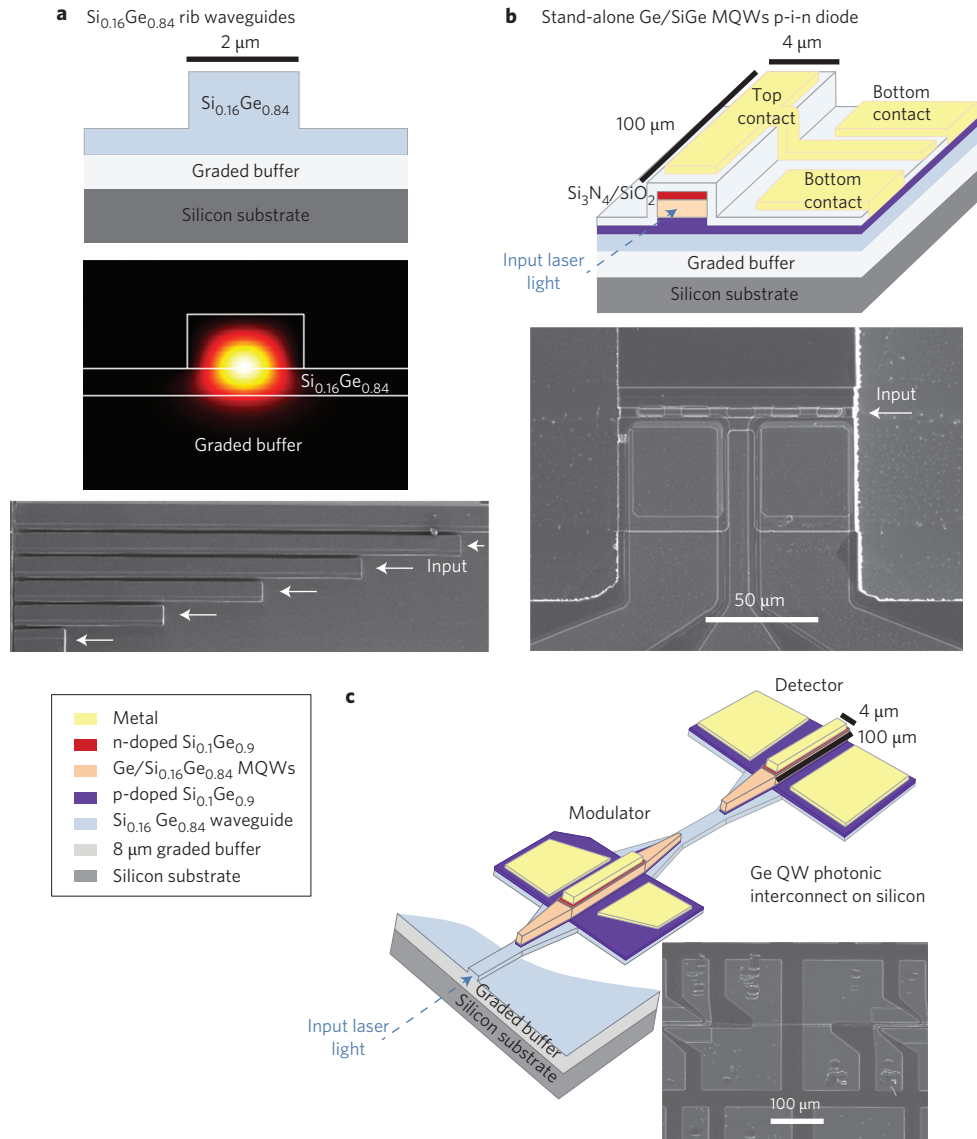 a Si0.16Ge0.84 rib waveguides
2 μm
Si0.16Ge0.84
Graded buffer
Silicon substrate
Si0.16Ge0.84
Graded buffer
Input
b Stand-alone Ge/SiGe MQWs p-i-n diode
4 μm
100 μm
Top
contact
Bottom
contact
Si3N4/SiO2
Bottom
contact
Input laser
light
Graded buffer
Silicon substrate
Input
50 μm
Metal
n-doped Si0.1Ge0.9
Ge/Si0.16Ge0.84 MQWs
p-doped Si0.1Ge0.9
Si0.16 Ge0.84 waveguide
8 μm graded buffer
Silicon substrate
c
Detector
4 μm
100 μm
Modulator
Ge QW photonic
interconnect on silicon
Graded buffer
Silicon substrate
Input laser
light
100 μm